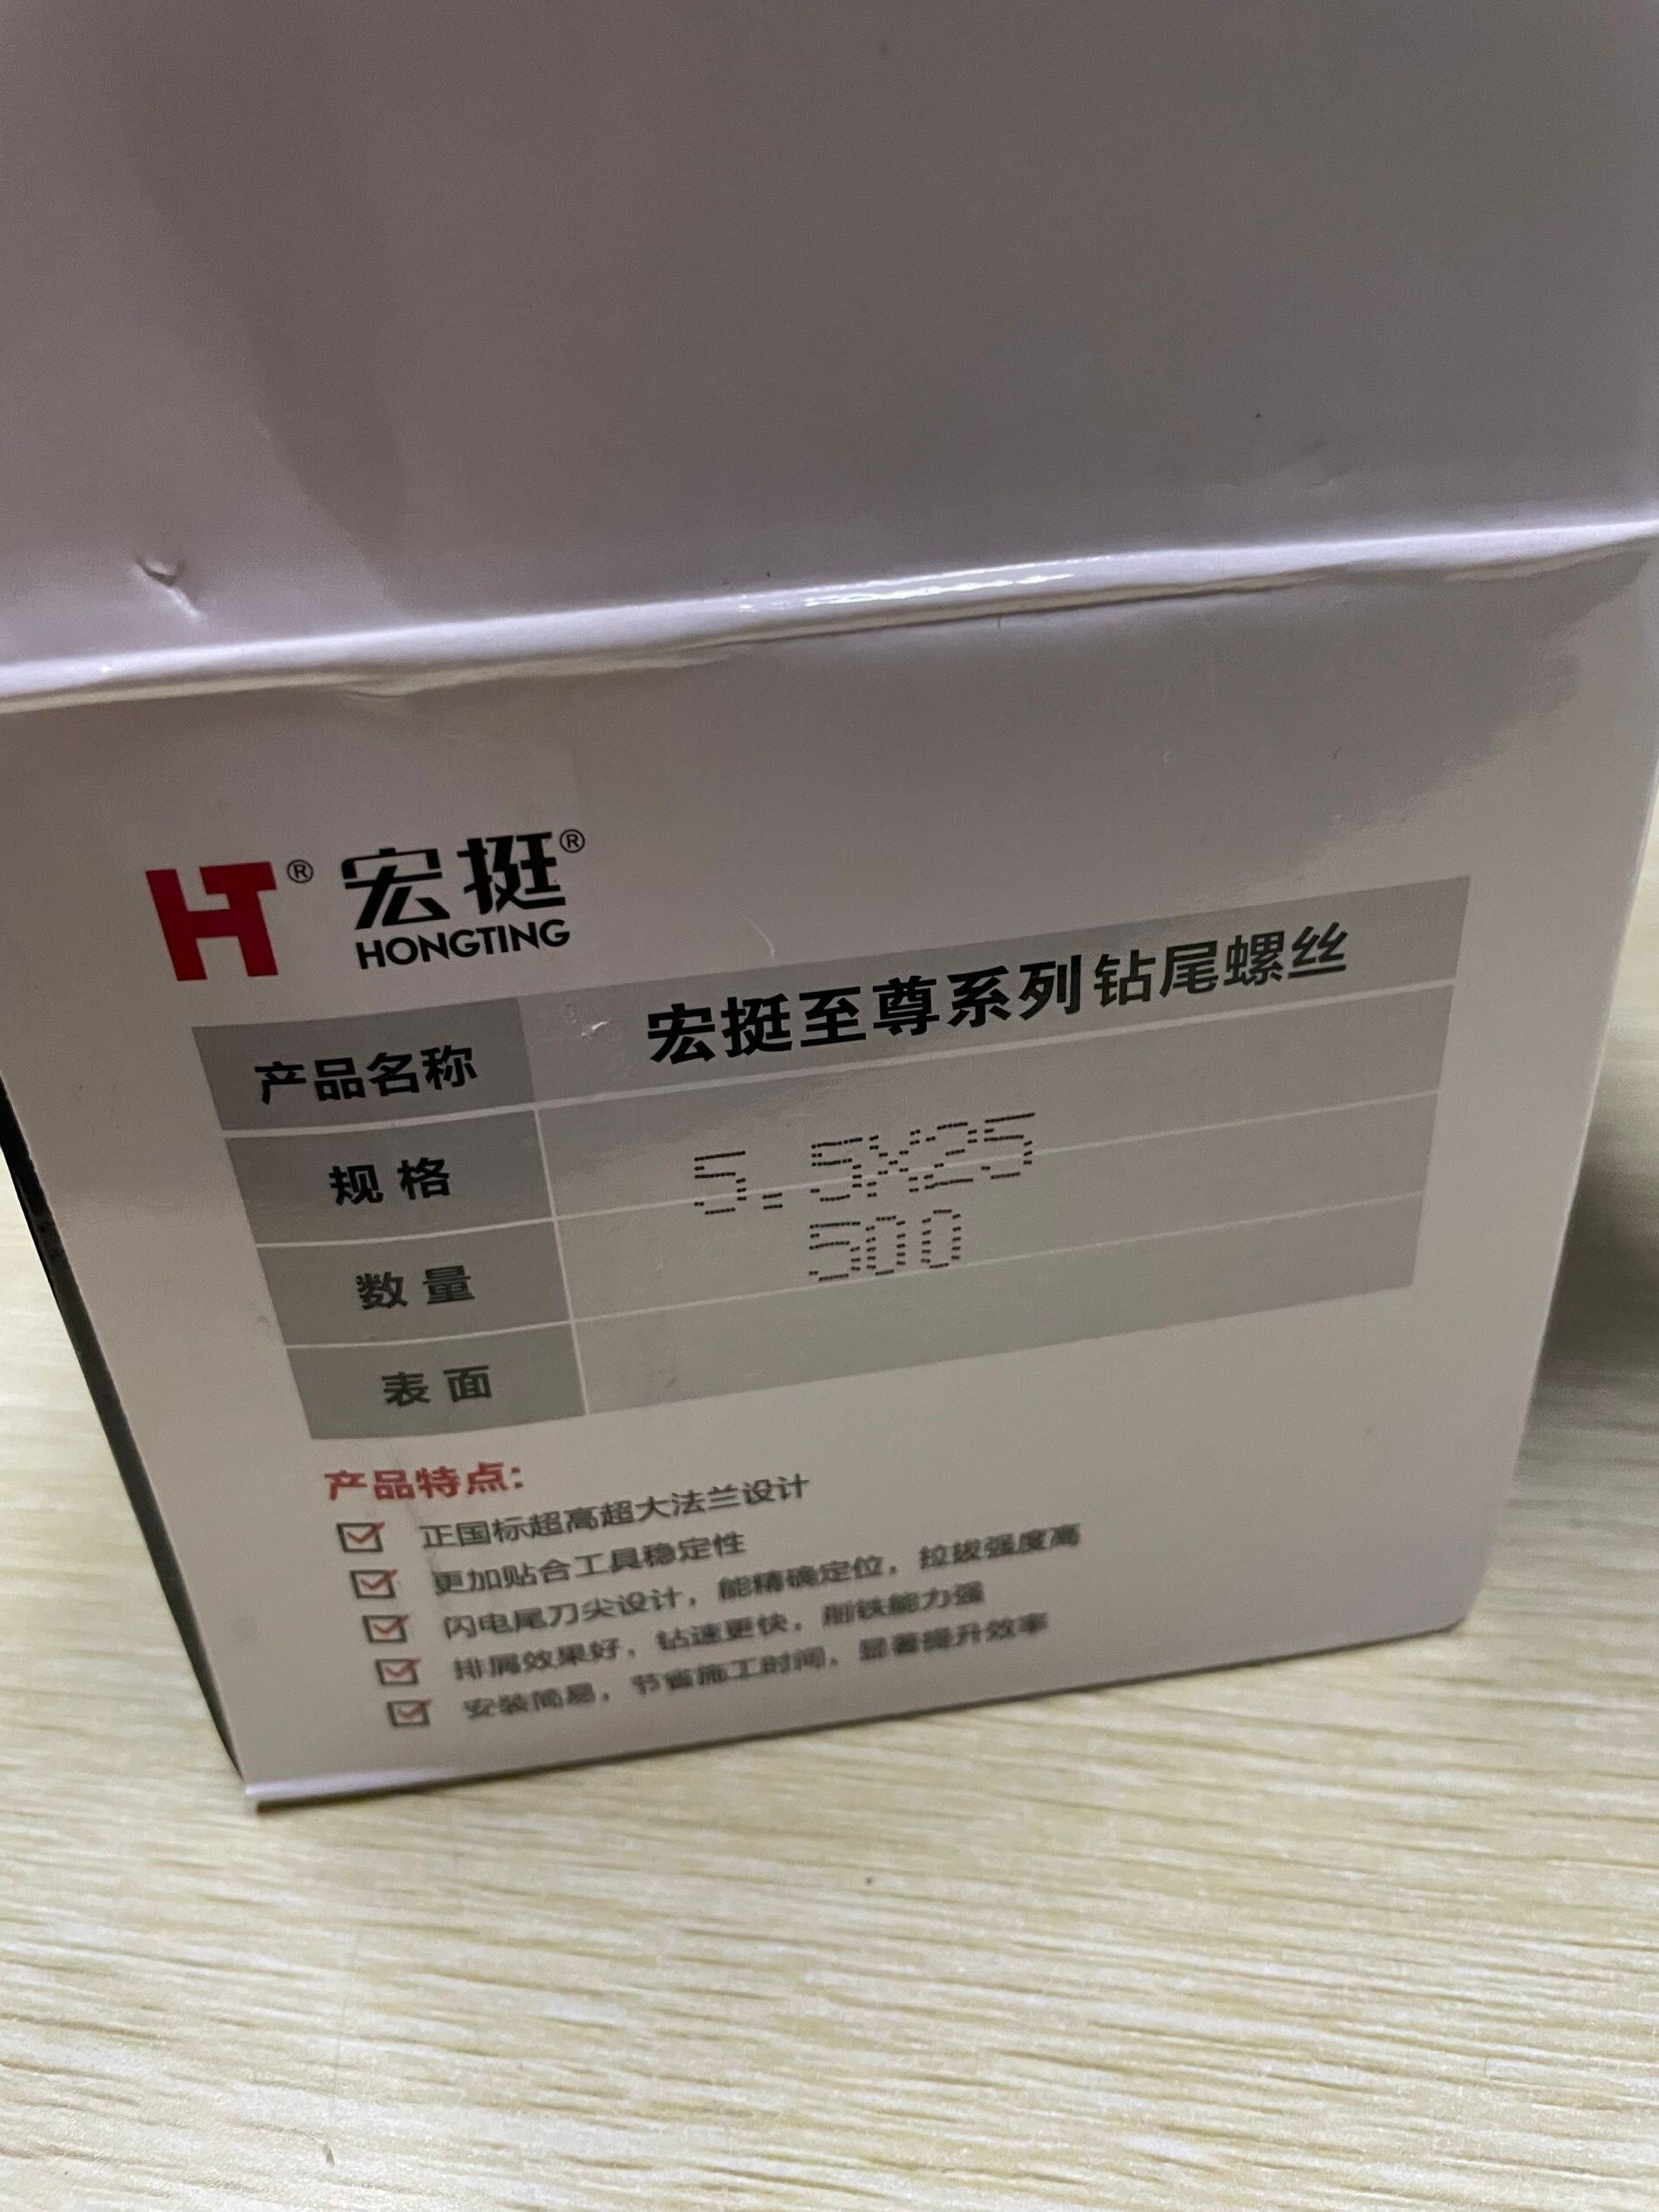 HT® 宏挺®
HONGTING
产品名称 宏挺至尊系列钻尾螺丝
规格 5.5X25
数量 500
表面
产品特点:
正国标超高超大法兰设计
更加贴合工具稳定性
闪电尾刀尖设计，能精确定位，拉拔强度高
排屑效果好，钻速更快，削铁能力强
安装简易，节省施工时间，显著提升效率